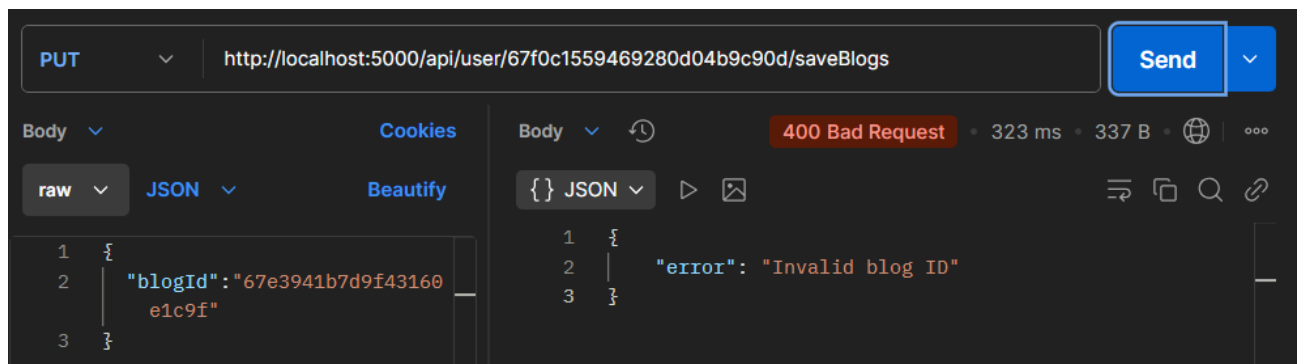 PUT http://localhost:5000/api/user/67f0c1559469280d04b9c90d/saveBlogs Send
Body Cookies
raw JSON Beautify
1 {
2 "blogId":"67e3941b7d9f43160
e1c9f"
3 }
Body 400 Bad Request • 323 ms • 337 B •
{} JSON
1 {
2 "error": "Invalid blog ID"
3 }